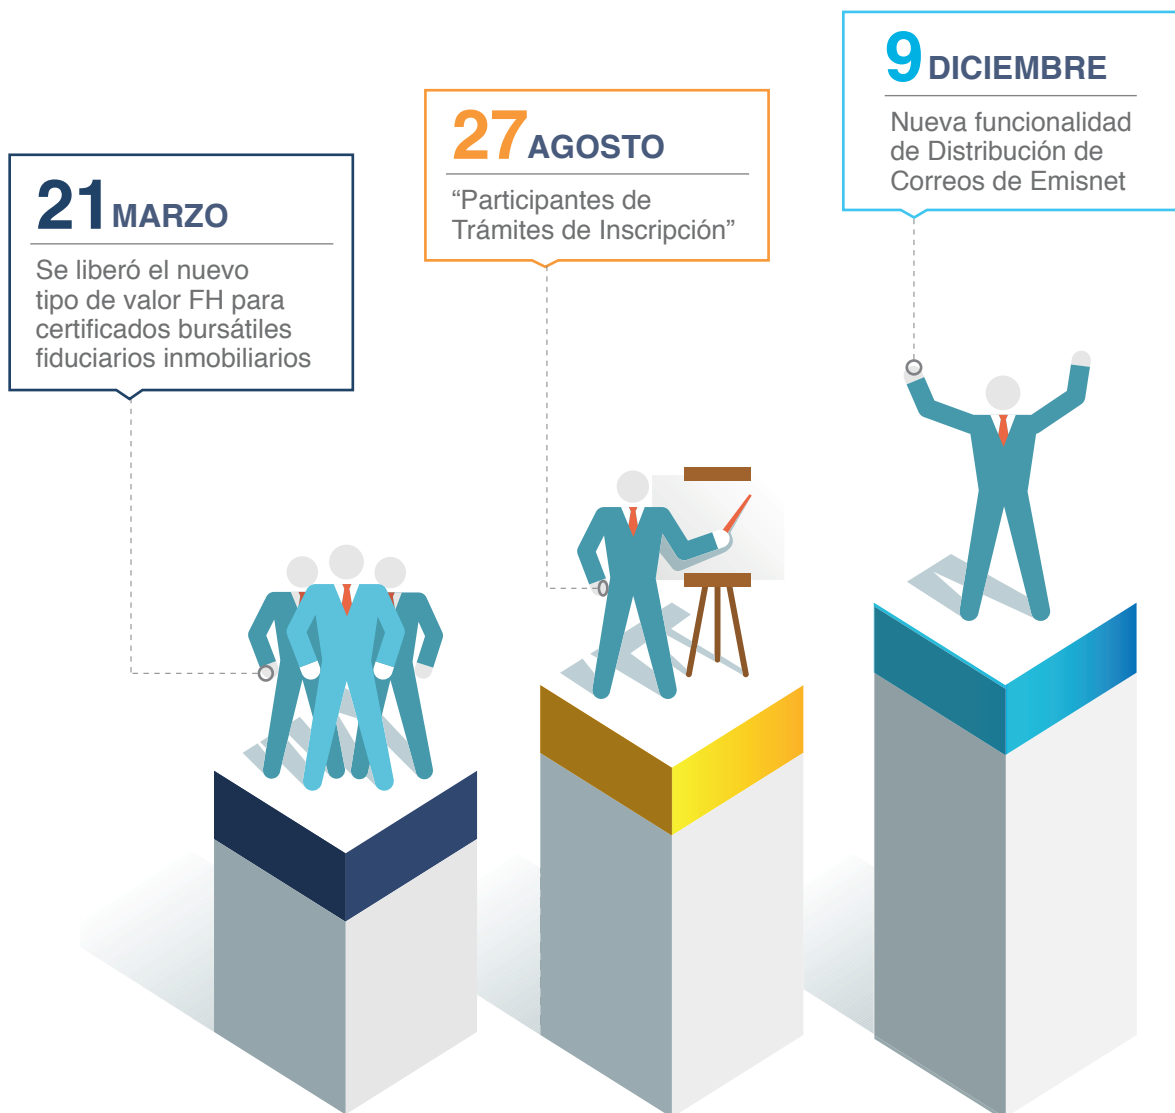 21 MARZO
Se liberó el nuevo
tipo de valor FH para
certificados bursátiles
fiduciarios inmobiliarios
27 AGOSTO
“Participantes de
Trámites de Inscripción”
9 DICIEMBRE
Nueva funcionalidad
de Distribución de
Correos de Emisnet